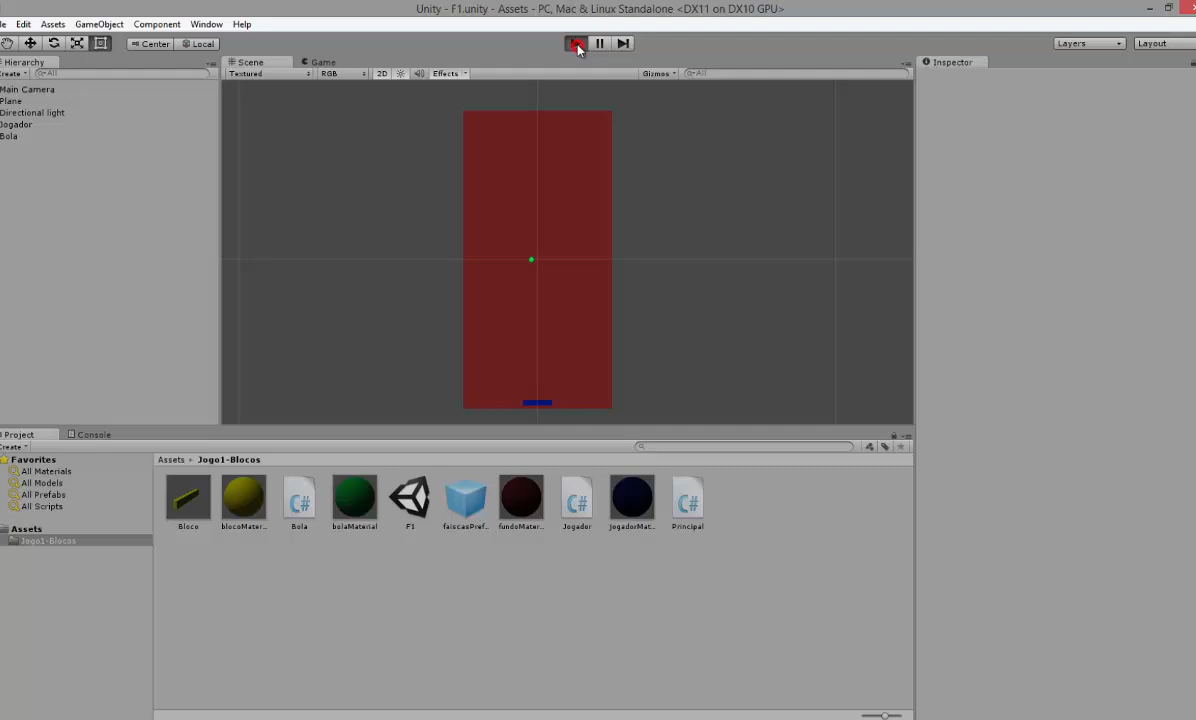 Unity - F1.unity - Assets - PC, Mac & Linux Standalone <DX11 on DX10 GPU>
Edit Assets GameObject Component Window Help
Center Local Layers Layout
Hierarchy Scene Game Inspector
Create All Textured RGB 2D Effects Gizmos All
Main Camera
Plane
Directional light
Jogador
Bola
Project Console
Create
Favorites Assets Jogo1-Blocos
All Materials
All Models
All Prefabs
All Scripts
Bloco blocoMater... Bola bolaMaterial F1 faiscasPref... fundoMater... Jogador jogadorMat... Principal
Assets
Jogo1-Blocos